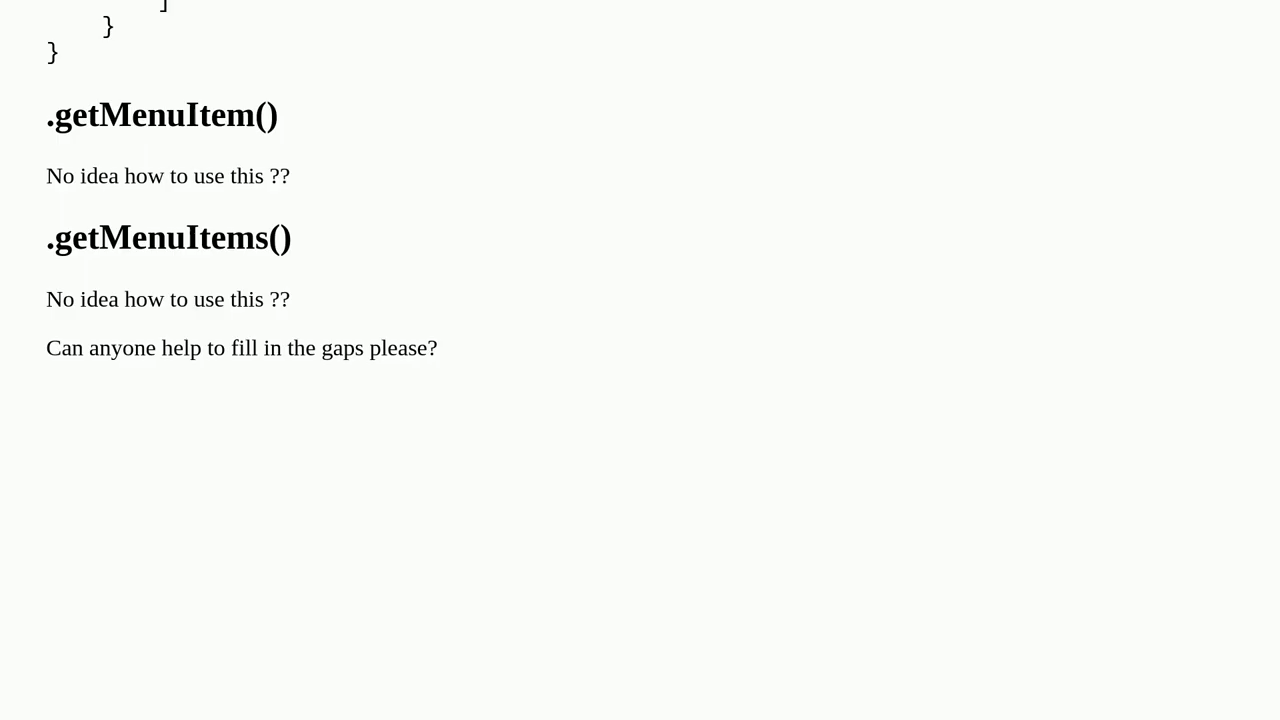 ]
}
}
.getMenuItem()
No idea how to use this ??
.getMenuItems()
No idea how to use this ??
Can anyone help to fill in the gaps please?